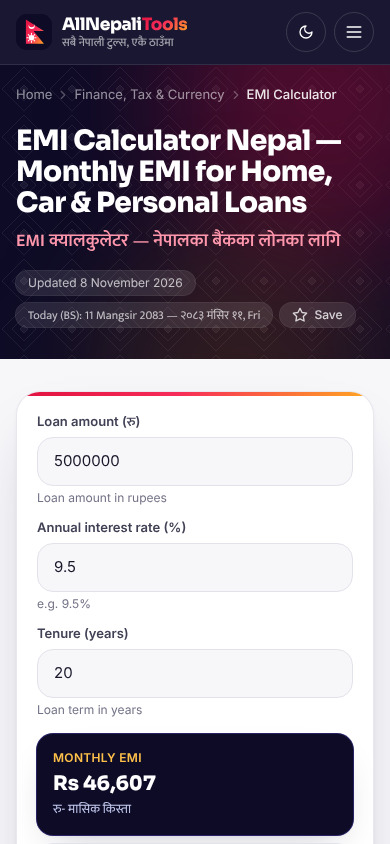 AllNepaliTools
सबै नेपाली टुल्स, एकै ठाउँमा
Home > Finance, Tax & Currency > EMI Calculator
EMI Calculator Nepal —
Monthly EMI for Home,
Car & Personal Loans
EMI क्यालकुलेटर — नेपालका बैंकका लोनका लागि
Updated 8 November 2026
Today (BS): 11 Mangsir 2083 — २०८३ मंसिर ११, Fri
Save
Loan amount (रु)
5000000
Loan amount in rupees
Annual interest rate (%)
9.5
e.g. 9.5%
Tenure (years)
20
Loan term in years
MONTHLY EMI
Rs 46,607
रु- मासिक किस्ता